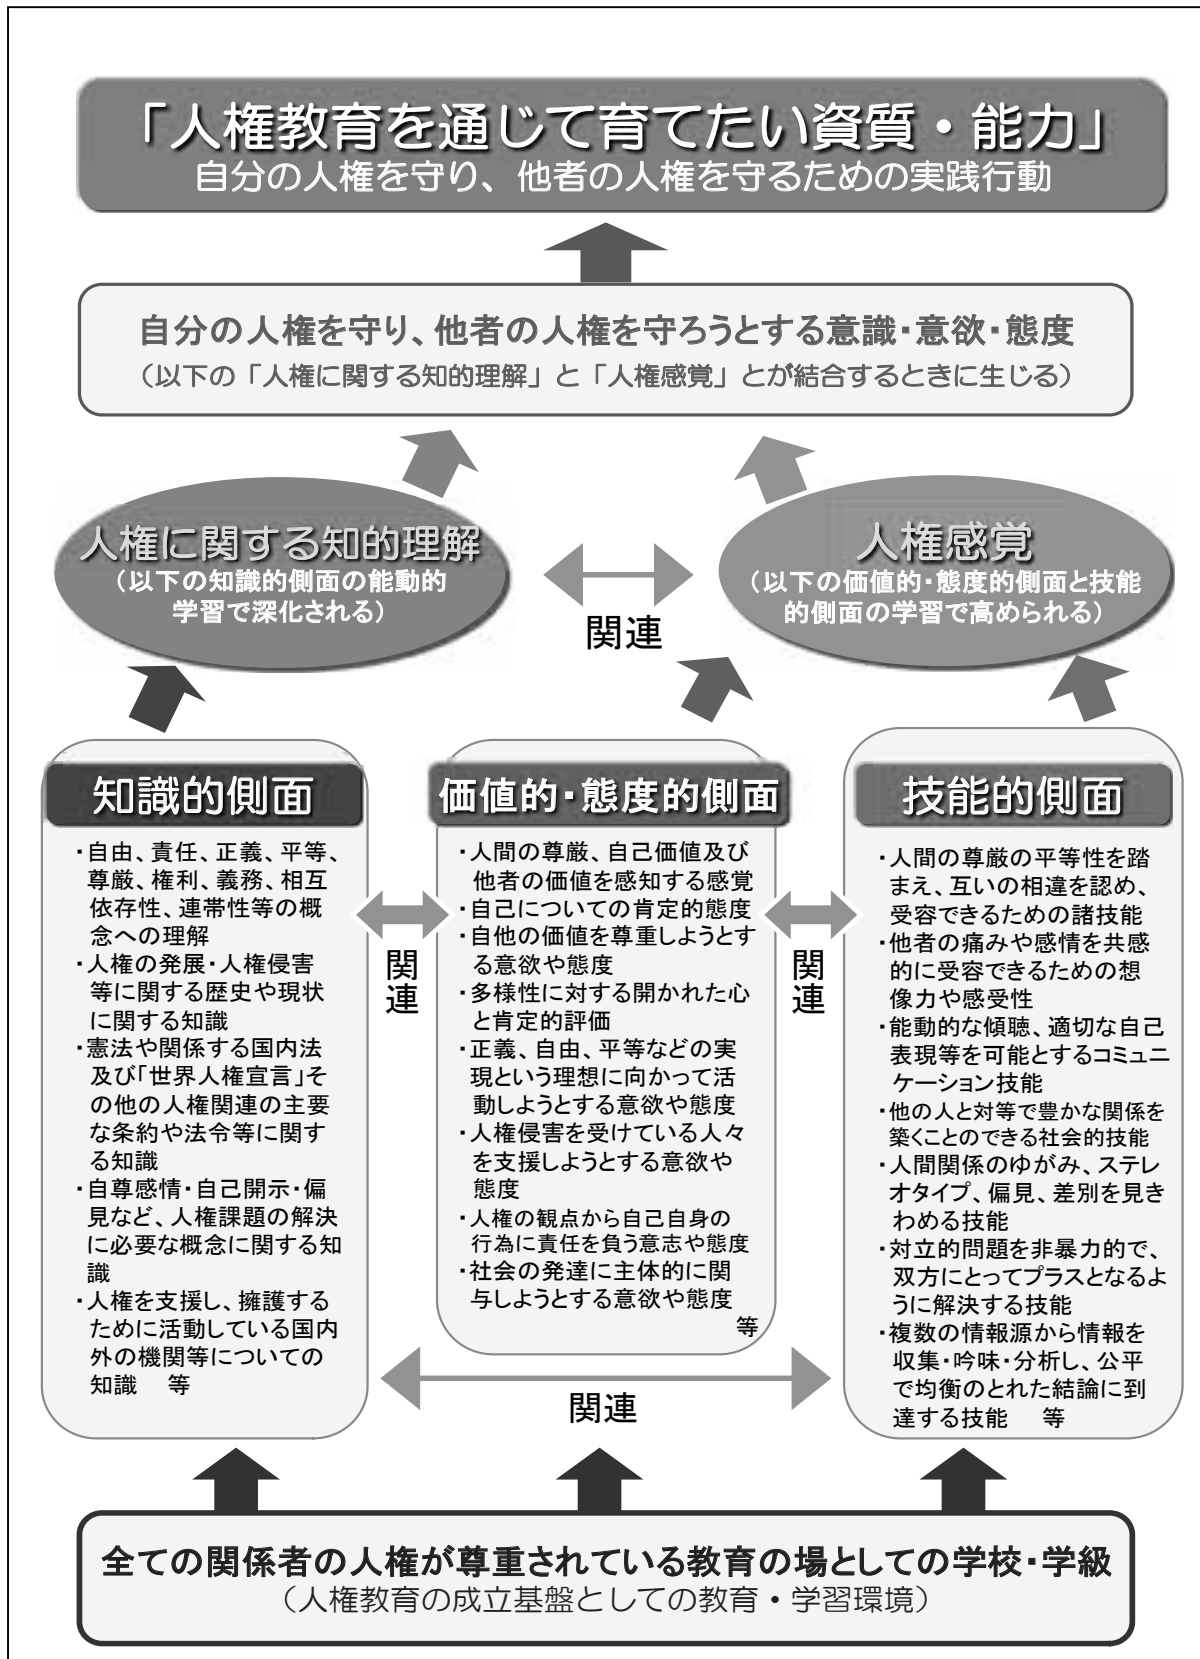 「人権教育を通じて育てたい資質・能力」
自分の人権を守り、他者の人権を守るための実践行動
自分の人権を守り、他者の人権を守ろうとする意識・意欲・態度
（以下の「人権に関する知的理解」と「人権感覚」とが結合するときに生じる）
人権に関する知的理解
（以下の知識的側面の能動的
学習で深化される）
関連
人権感覚
（以下の価値的・態度的側面と技能
的側面の学習で高められる）
知識的側面
・自由、責任、正義、平等、
尊厳、権利、義務、相互
依存性、連帯性等の概
念への理解
・人権の発展・人権侵害
等に関する歴史や現状
に関する知識
・憲法や関係する国内法
及び「世界人権宣言」そ
の他の人権関連の主要
な条約や法令等に関す
る知識
・自尊感情・自己開示・偏
見など、人権課題の解決
に必要な概念に関する知
識
・人権を支援し、擁護する
ために活動している国内
外の機関等についての
知識　等
関連
価値的・態度的側面
・人間の尊厳、自己価値及び
他者の価値を感知する感覚
・自己についての肯定的態度
・自他の価値を尊重しようとす
る意欲や態度
・多様性に対する開かれた心
と肯定的評価
・正義、自由、平等などの実
現という理想に向かって活
動しようとする意欲や態度
・人権侵害を受けている人々
を支援しようとする意欲や
態度
・人権の観点から自己自身の
行為に責任を負う意志や態度
・社会の発達に主体的に関
与しようとする意欲や態度
等
関連
技能的側面
・人間の尊厳の平等性を踏
まえ、互いの相違を認め、
受容できるための諸技能
・他者の痛みや感情を共感
的に受容できるための想
像力や感受性
・能動的な傾聴、適切な自己
表現等を可能とするコミュニ
ケーション技能
・他の人と対等で豊かな関係を
築くことのできる社会的技能
・人間関係のゆがみ、ステレ
オタイプ、偏見、差別を見き
わめる技能
・対立的問題を非暴力的で、
双方にとってプラスとなるよ
うに解決する技能
・複数の情報源から情報を
収集・吟味・分析し、公平
で均衡のとれた結論に到
達する技能　等
関連
全ての関係者の人権が尊重されている教育の場としての学校・学級
（人権教育の成立基盤としての教育・学習環境）